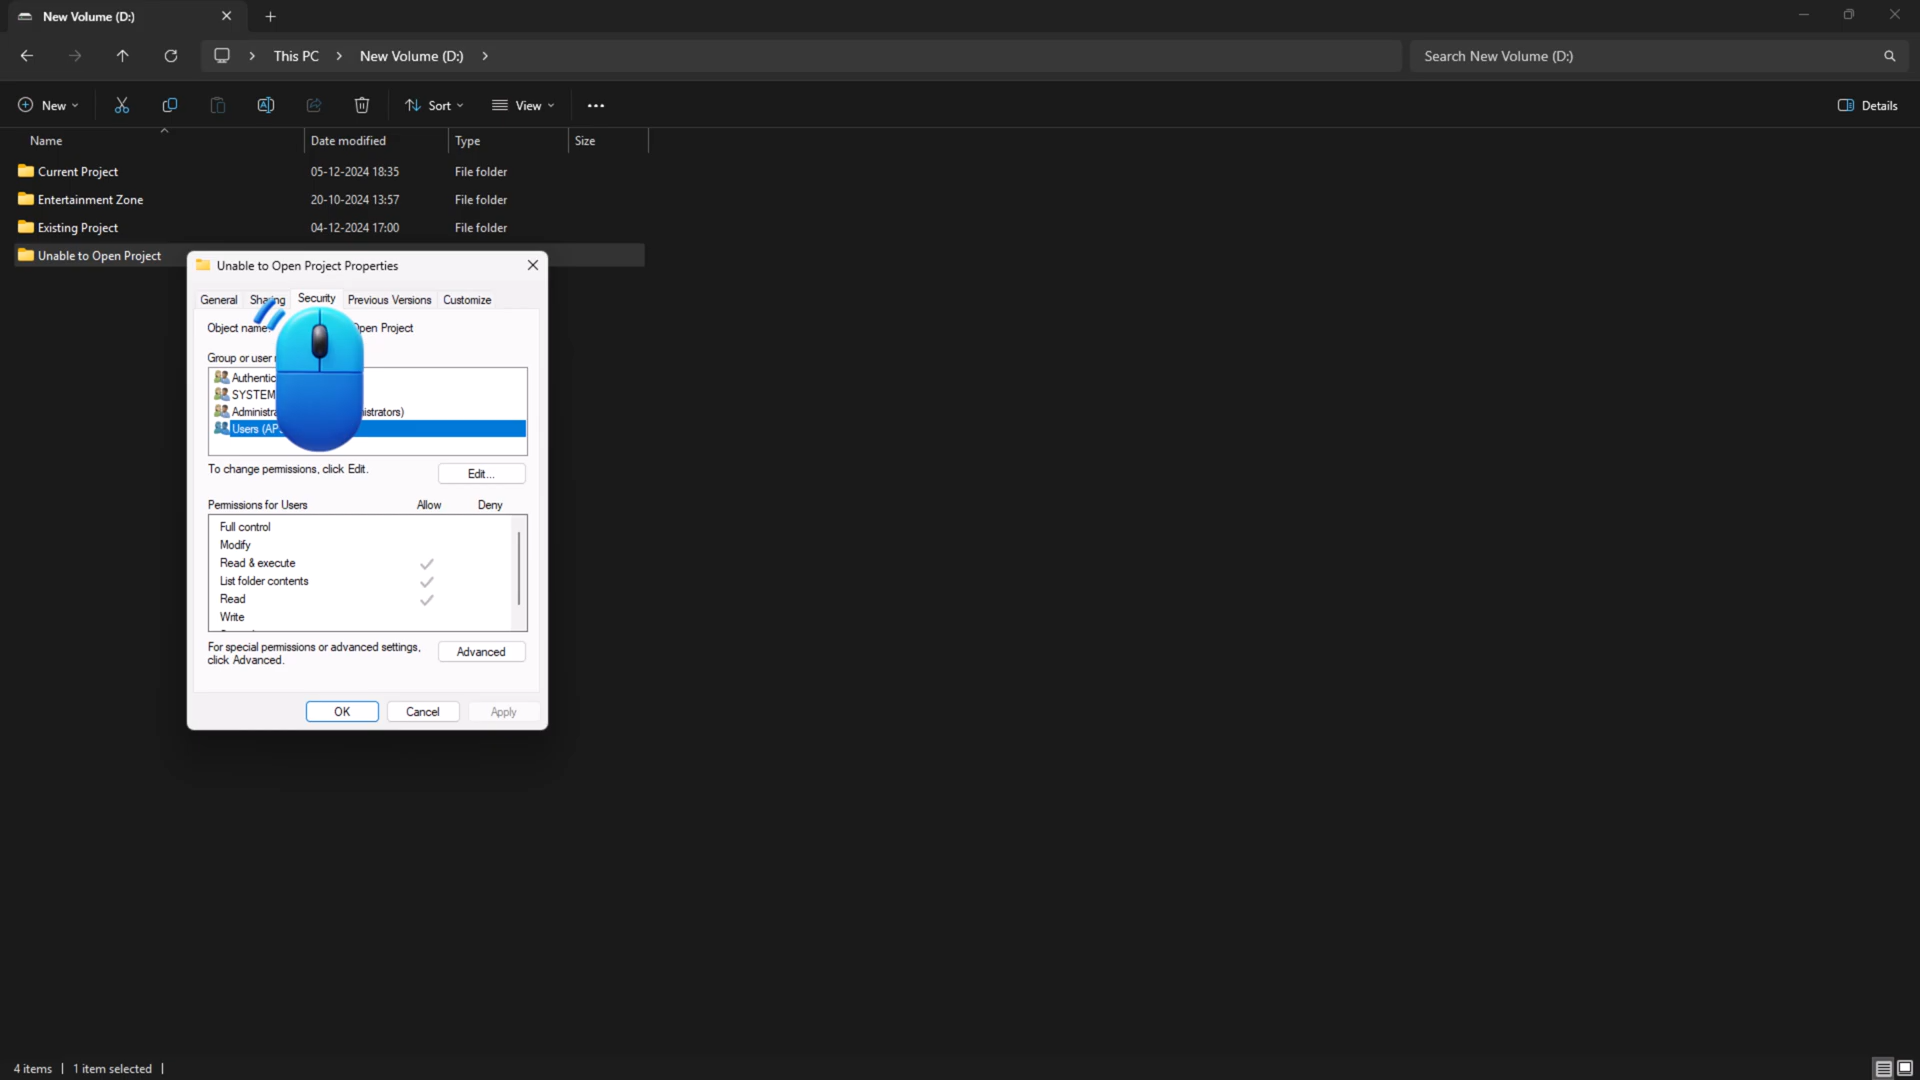 New Volume (D:)
This PC
New Volume (D:)
Search New Volume (D:)
New
Sort
View
Details
Name Date modified Type Size
Current Project 05-12-2024 18:35 File folder
Entertainment Zone 20-10-2024 13:57 File folder
Existing Project 04-12-2024 17:00 File folder
Unable to Open Project
Unable to Open Project Properties
General Sharing Security Previous Versions Customize
Object name: Open Project
Group or user
SYSTEM
Users
To change permissions, click Edit.
Edit...
Permissions for Users Allow Deny
Full control
Modify
Read & execute
List folder contents
Read
Write
For special permissions or advanced settings,
click Advanced.
Advanced
OK Cancel Apply
4 items 1 item selected